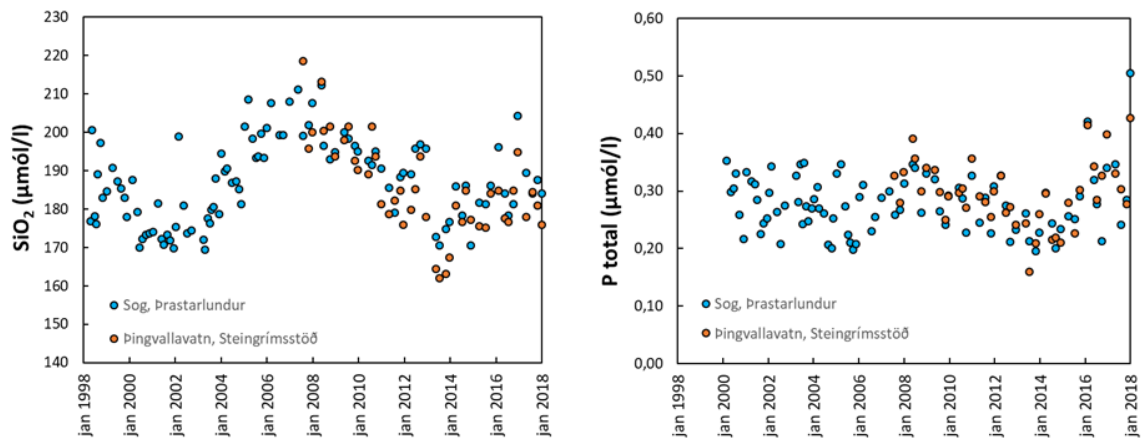 SiO₂ (µmól/l)
230
220
210
200
190
180
170
160
150
140
Sog, Þrastarlundur
Þingvallavatn, Steingrímsstöð
jan 1998
jan 2000
jan 2002
jan 2004
jan 2006
jan 2008
jan 2010
jan 2012
jan 2014
jan 2016
jan 2018
P total (µmól/l)
0,60
0,50
0,40
0,30
0,20
0,10
0,00
Sog, Þrastarlundur
Þingvallavatn, Steingrímsstöð
jan 1998
jan 2000
jan 2002
jan 2004
jan 2006
jan 2008
jan 2010
jan 2012
jan 2014
jan 2016
jan 2018